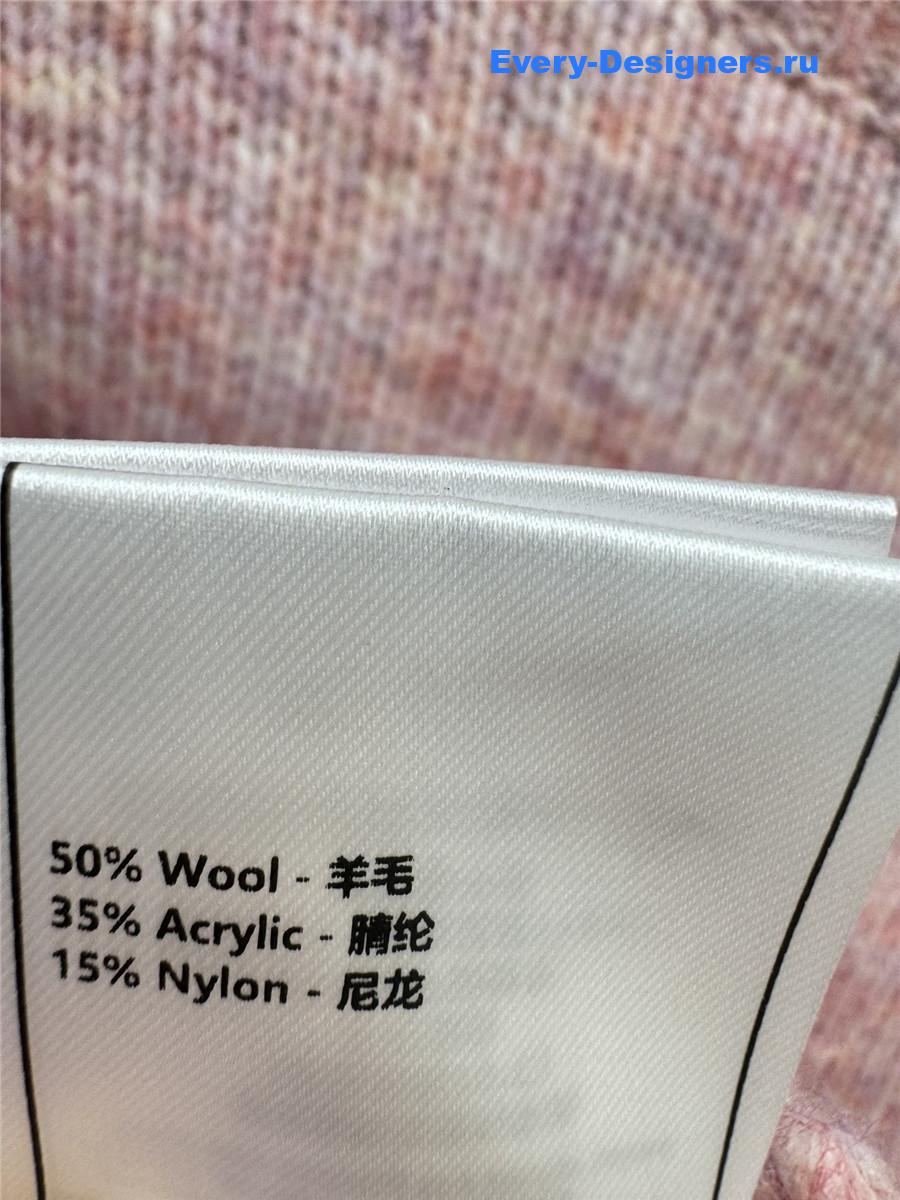 Every-Designers.ru
50% Wool - 羊毛
35% Acrylic - 腈纶
15% Nylon - 尼龙